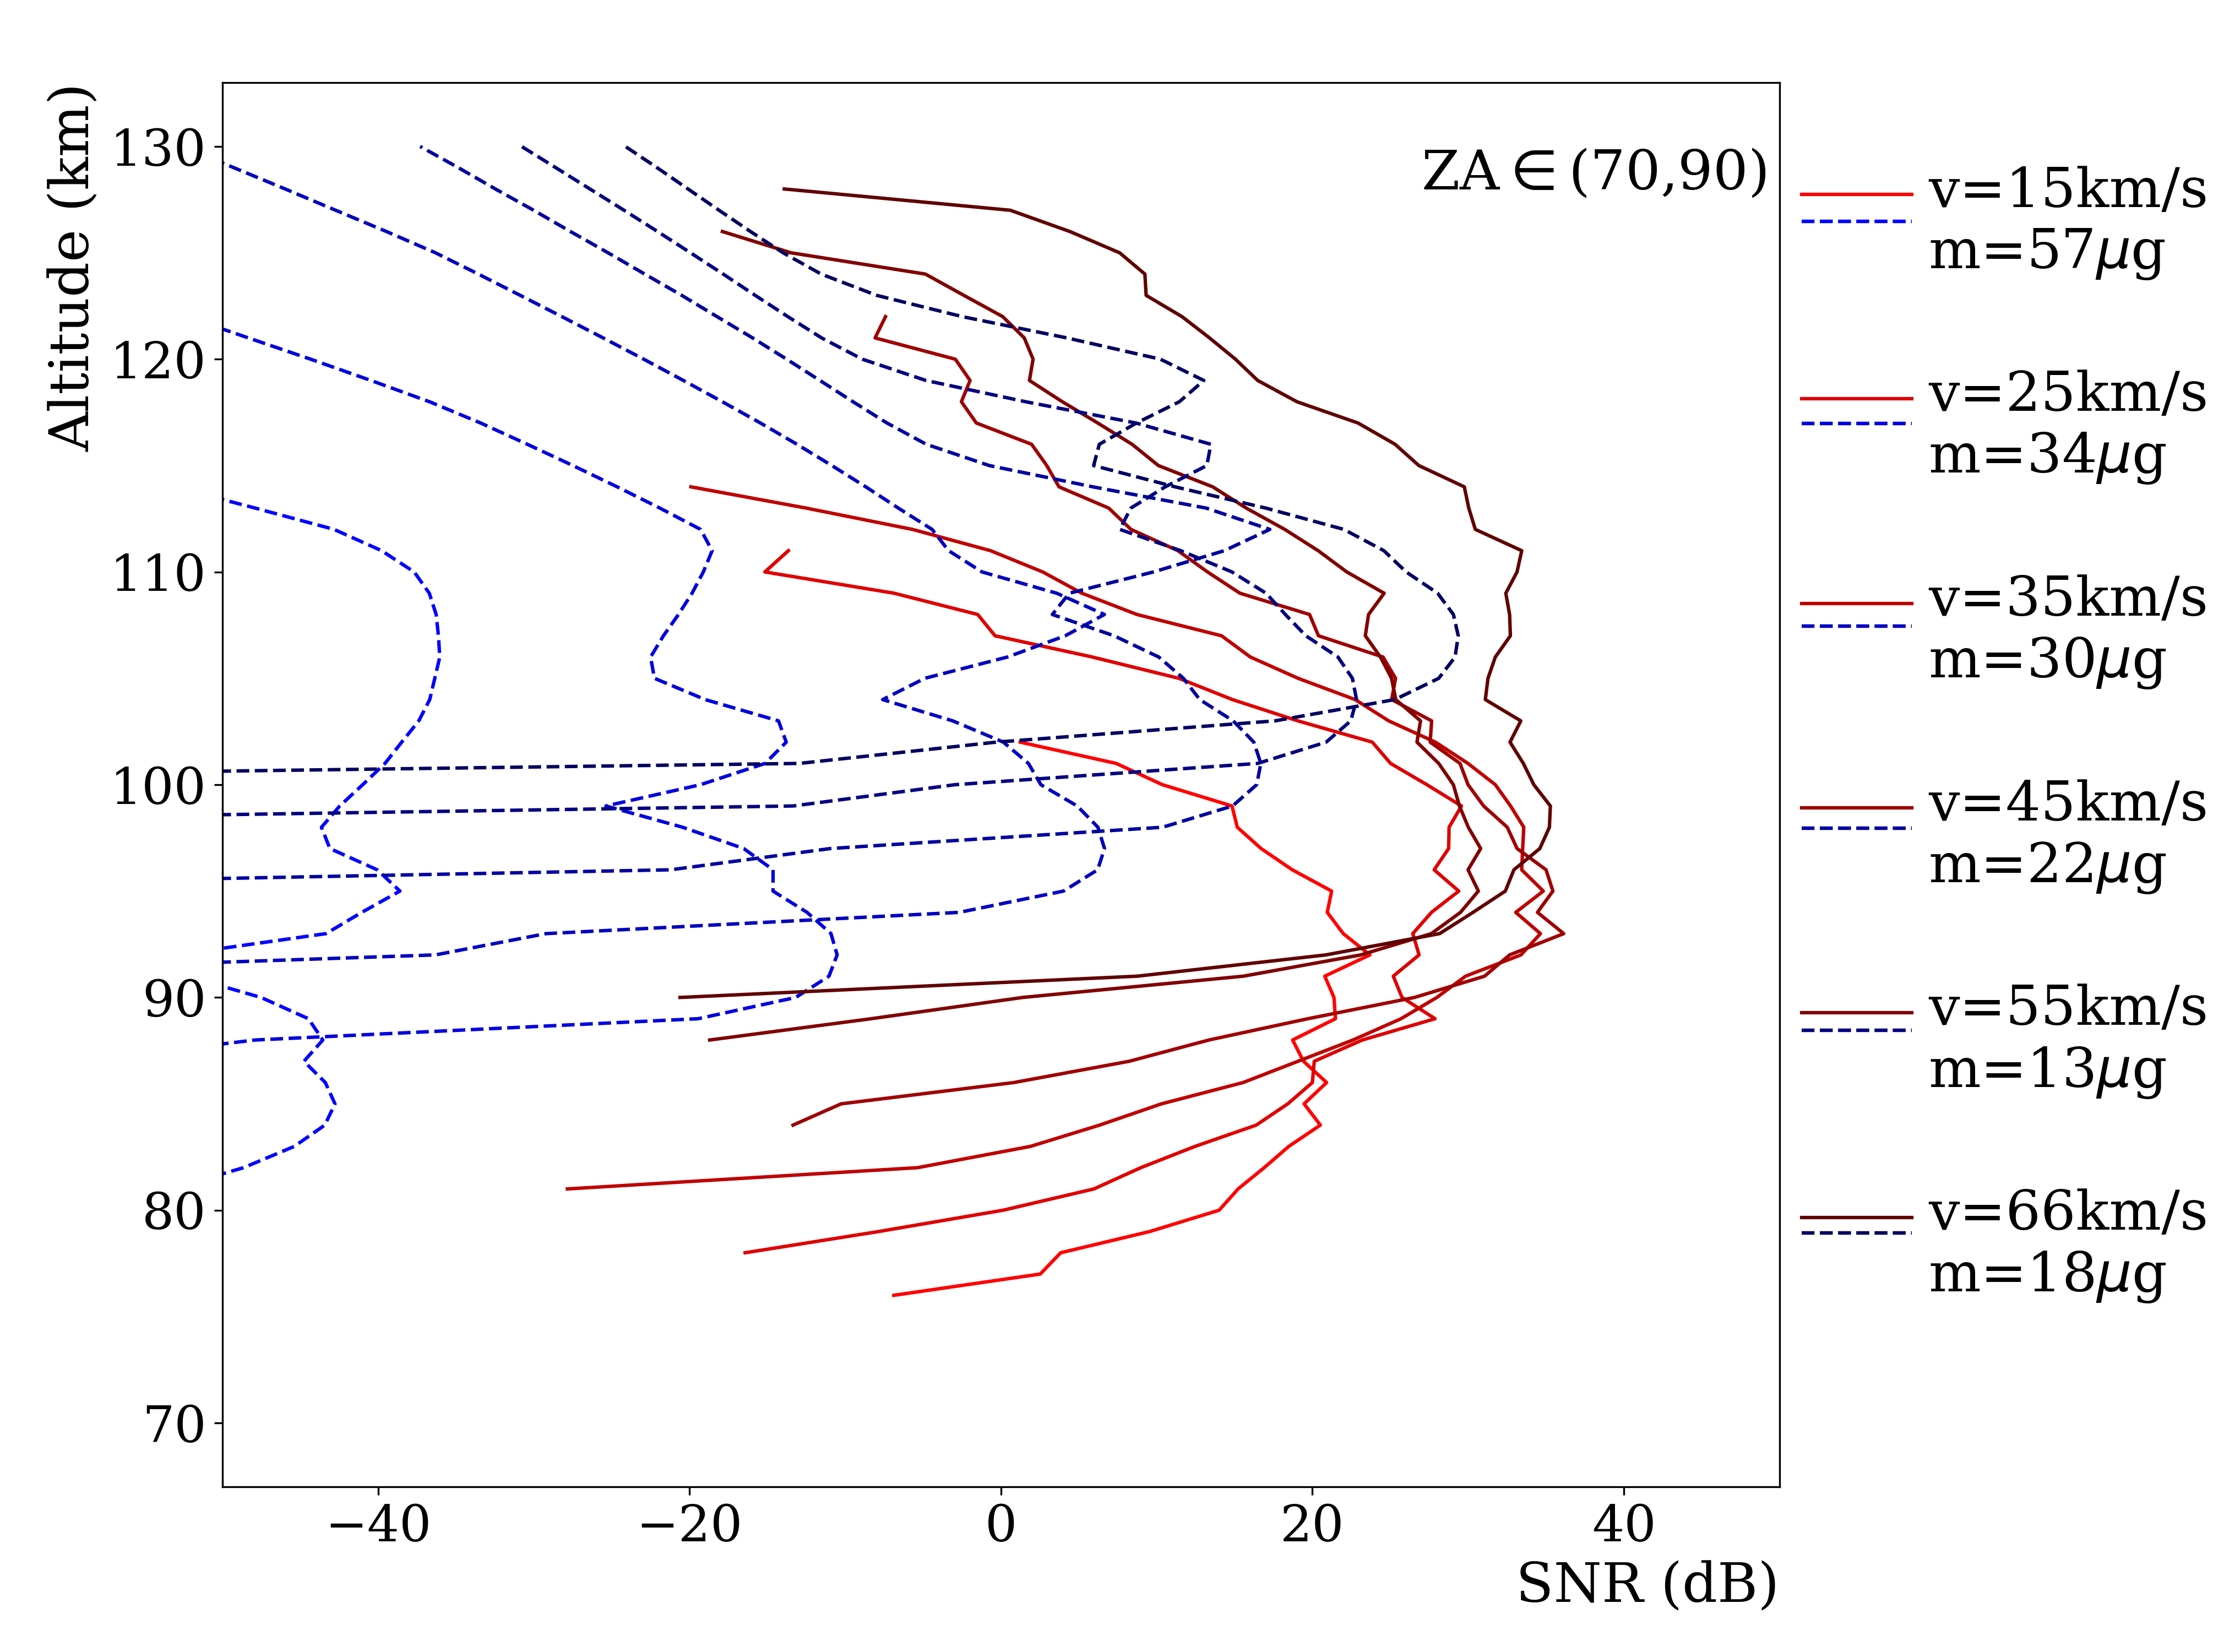 Altitude (km)
130
120
110
100
90
80
70
−40
−20
0
20
40
SNR (dB)
ZA∈(70,90)
v=15km/s
m=57μg
v=25km/s
m=34μg
v=35km/s
m=30μg
v=45km/s
m=22μg
v=55km/s
m=13μg
v=66km/s
m=18μg